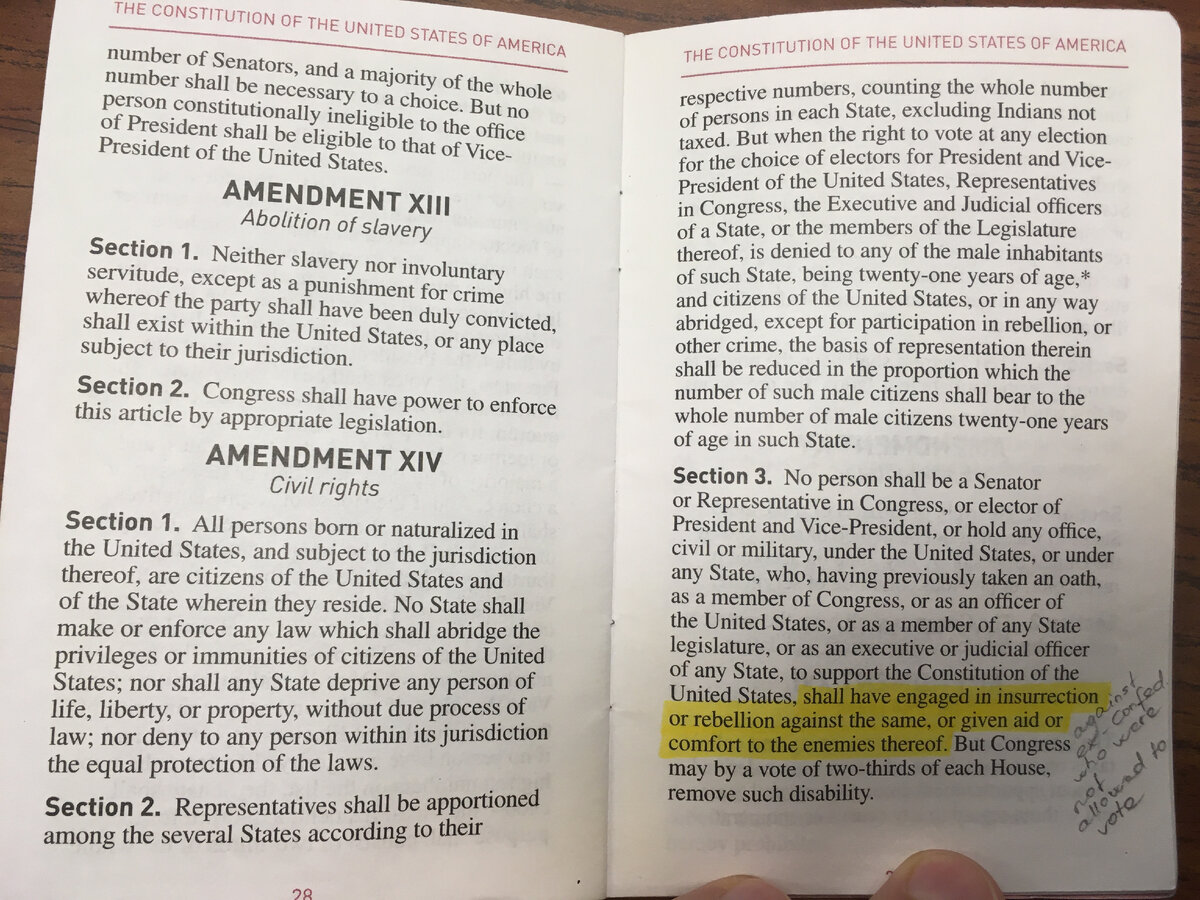 THE CONSTITUTION OF THE UNITED STATES OF AMERICA
number of Senators, and a majority of the whole
number shall be necessary to a choice. But no
person constitutionally ineligible to the office
of President shall be eligible to that of Vice-
President of the United States.
AMENDMENT XIII
Abolition of slavery
Section 1. Neither slavery nor involuntary
servitude, except as a punishment for crime
whereof the party shall have been duly convicted,
shall exist within the United States, or any place
subject to their jurisdiction.
Section 2. Congress shall have power to enforce
this article by appropriate legislation.
AMENDMENT XIV
Civil rights
Section 1. All persons born or naturalized in
the United States, and subject to the jurisdiction
thereof, are citizens of the United States and
of the State wherein they reside. No State shall
make or enforce any law which shall abridge the
privileges or immunities of citizens of the United
States; nor shall any State deprive any person of
life, liberty, or property, without due process of
law; nor deny to any person within its jurisdiction
the equal protection of the laws.
Section 2. Representatives shall be apportioned
among the several States according to their
28
THE CONSTITUTION OF THE UNITED STATES OF AMERICA
respective numbers, counting the whole number
of persons in each State, excluding Indians not
taxed. But when the right to vote at any election
for the choice of electors for President and Vice-
President of the United States, Representatives
in Congress, the Executive and Judicial officers
of a State, or the members of the Legislature
thereof, is denied to any of the male inhabitants
of such State, being twenty-one years of age,*
and citizens of the United States, or in any way
abridged, except for participation in rebellion, or
other crime, the basis of representation therein
shall be reduced in the proportion which the
number of such male citizens shall bear to the
whole number of male citizens twenty-one years
of age in such State.
Section 3. No person shall be a Senator
or Representative in Congress, or elector of
President and Vice-President, or hold any office,
civil or military, under the United States, or under
any State, who, having previously taken an oath,
as a member of Congress, or as an officer of
the United States, or as a member of any State
legislature, or as an executive or judicial officer
of any State, to support the Constitution of the
United States, shall have engaged in insurrection
or rebellion against the same, or given aid or
comfort to the enemies thereof. But Congress
may by a vote of two-thirds of each House,
remove such disability.
against
ex-Confed.
who were
not
allowed to
vote